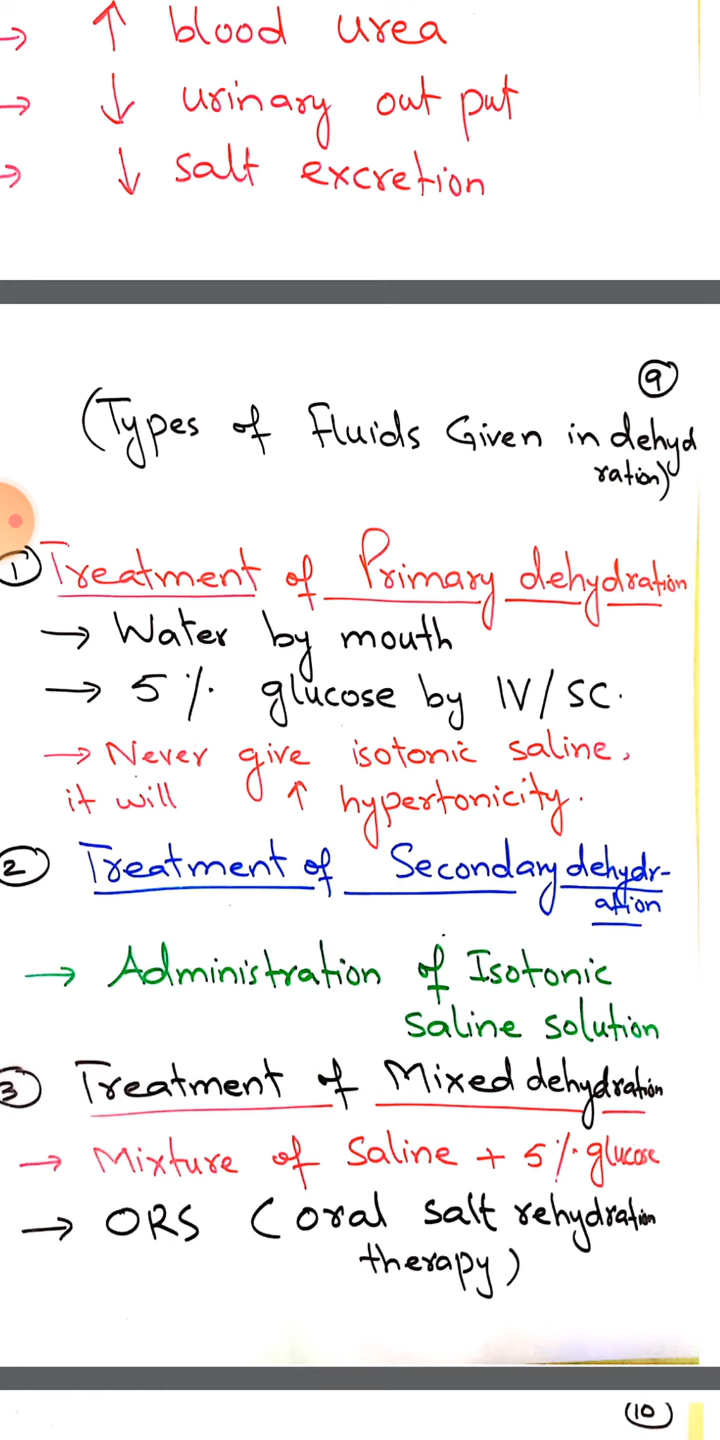 → ↑ blood urea
→ ↓ urinary out put
→ ↓ salt excretion
9
(Types of Fluids Given in dehyd
ration)
1 Treatment of Primary dehydration
→ Water by mouth
→ 5% glucose by IV/SC.
→ Never give isotonic saline,
it will ↑ hypertonicity.
2 Treatment of Secondary dehydr-
ation
→ Administration of Isotonic
saline solution
3 Treatment of Mixed dehydration
→ Mixture of Saline + 5% glucose
→ ORS (oral salt rehydration
therapy)
10